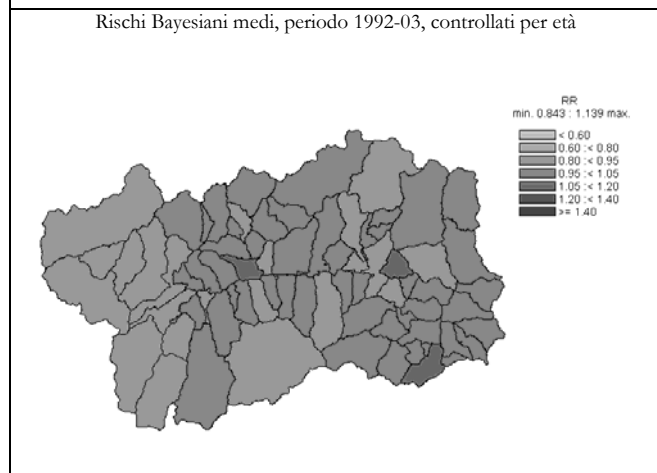 Rischi Bayesiani medi, periodo 1992-03, controllati per età
RR
min. 0.843 : 1.139 max.
< 0.60
0.60 :< 0.80
0.80 :< 0.95
0.95 :< 1.05
1.05 :< 1.20
1.20 :< 1.40
>= 1.40